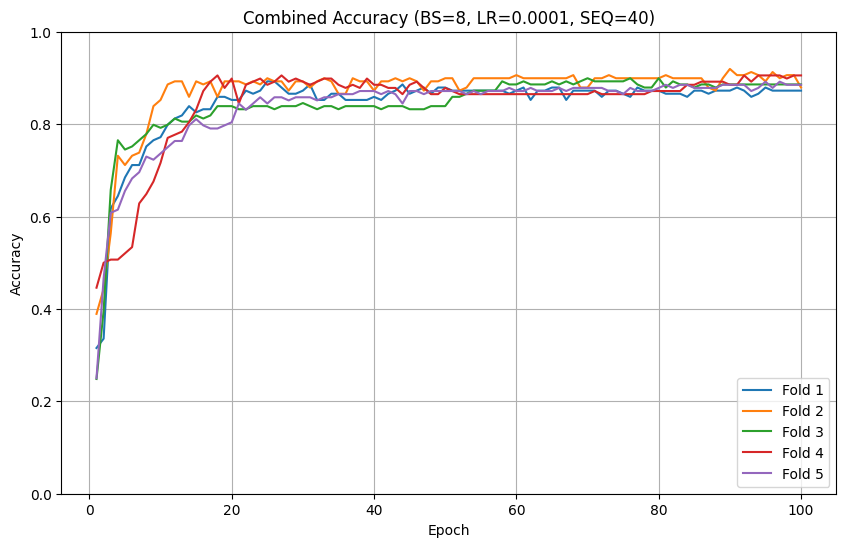 Combined Accuracy (BS=8, LR=0.0001, SEQ=40)
1.0
0.8
0.6
0.4
0.2
0.0
Accuracy
0 20 40 60 80 100
Epoch
Fold 1
Fold 2
Fold 3
Fold 4
Fold 5